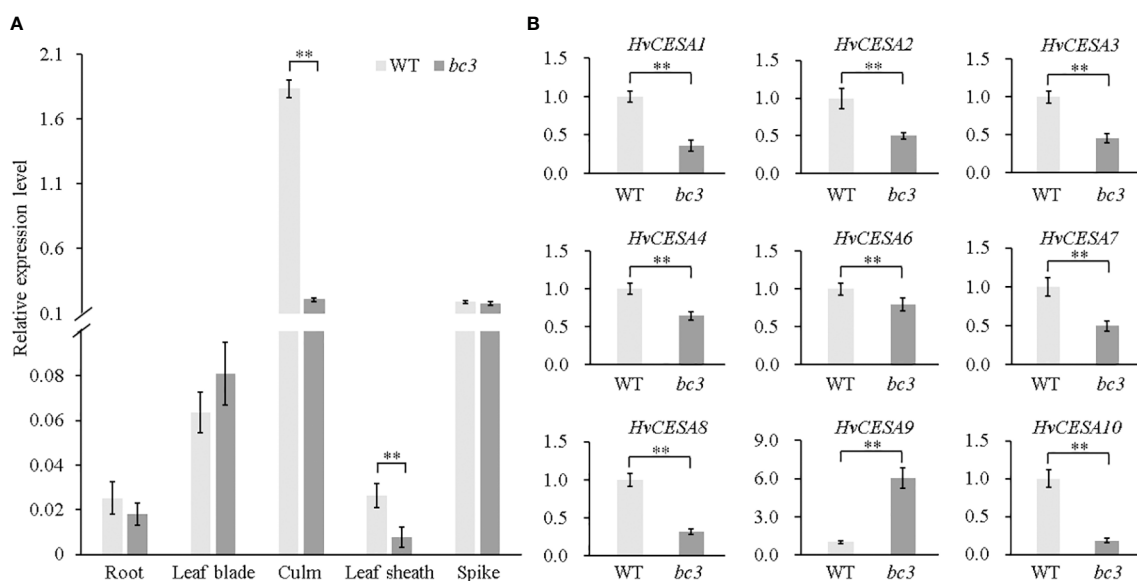 A
Relative expression level
2.1
1.6
1.1
0.6
0.1
0.08
0.06
0.04
0.02
0
WT bc3
**
**
Root Leaf blade Culm Leaf sheath Spike
B
HvCESA1
**
1.5
1.0
0.5
0.0
WT bc3
HvCESA2
**
1.5
1.0
0.5
0.0
WT bc3
HvCESA3
**
1.5
1.0
0.5
0.0
WT bc3
HvCESA4
**
1.5
1.0
0.5
0.0
WT bc3
HvCESA6
**
1.5
1.0
0.5
0.0
WT bc3
HvCESA7
**
1.5
1.0
0.5
0.0
WT bc3
HvCESA8
**
1.5
1.0
0.5
0.0
WT bc3
HvCESA9
**
9.0
6.0
3.0
0.0
WT bc3
HvCESA10
**
1.5
1.0
0.5
0.0
WT bc3